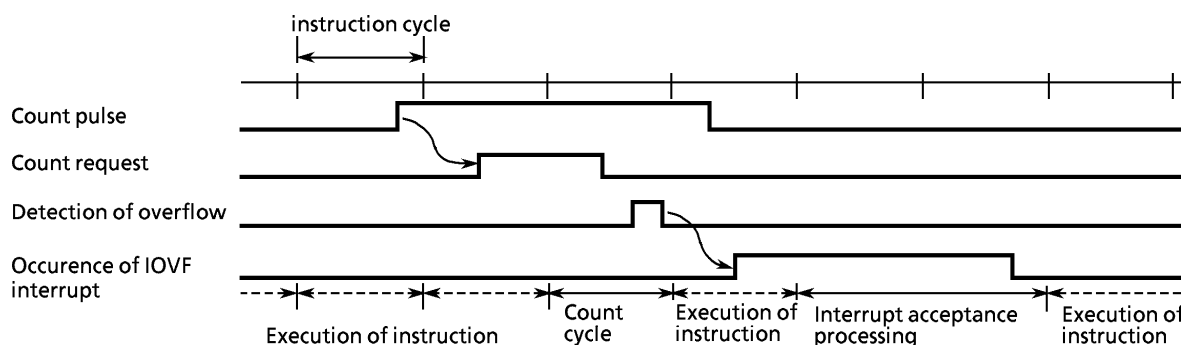 instruction cycle
Count pulse
Count request
Detection of overflow
Occurence of IOVF
interrupt
Execution of instruction
Count
cycle
Execution of
instruction
Interrupt acceptance
processing
Execution of
instruction